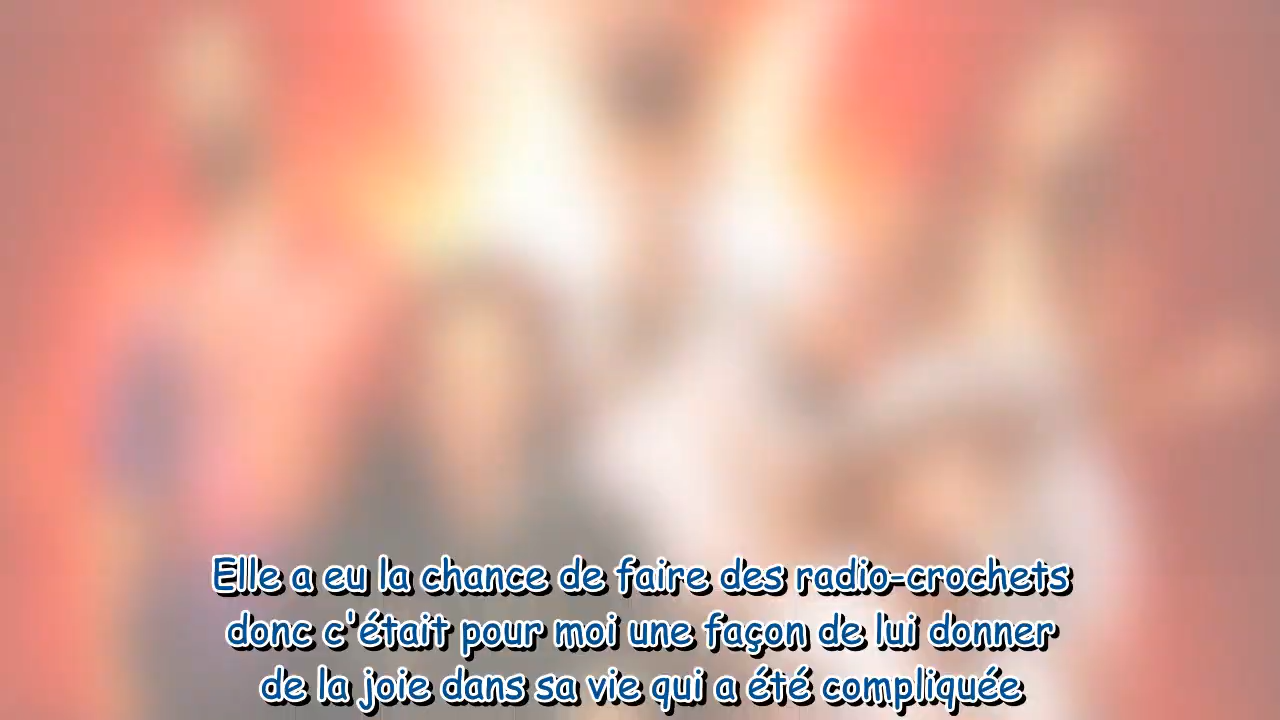 Elle a eu la chance de faire des radio-crochets
donc c'était pour moi une façon de lui donner
de la joie dans sa vie qui a été compliquée